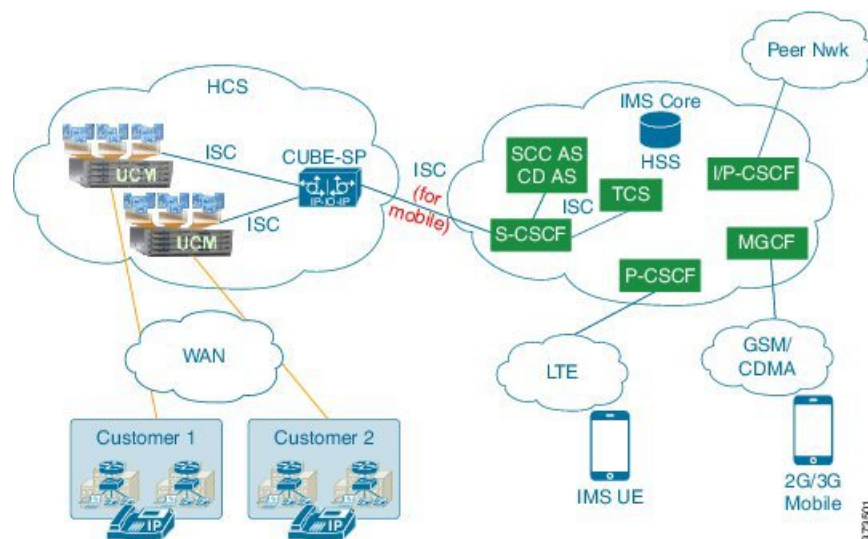 Peer Nwk
HCS
IMS Core
HSS
ISC
CUBE-SP
ISC
(for
mobile)
SCC AS
CD AS
I/P-CSCF
UCM
ISC
TCS
ISC
UCM
S-CSCF
MGCF
P-CSCF
WAN
LTE
GSM/
CDMA
Customer 1
Customer 2
IP
IP
IMS UE
2G/3G
Mobile